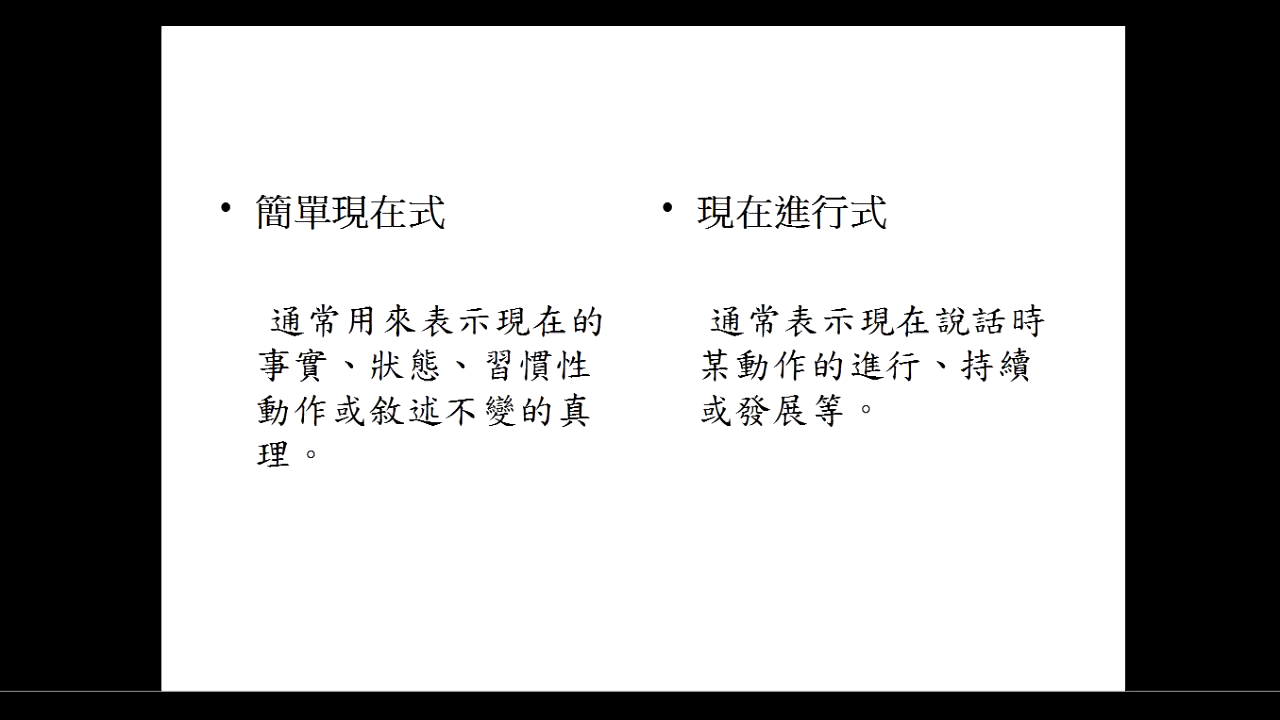 • 簡單現在式
通常用來表示現在的
事實、狀態、習慣性
動作或敘述不變的真
理。
• 現在進行式
通常表示現在說話時
某動作的進行、持續
或發展等。